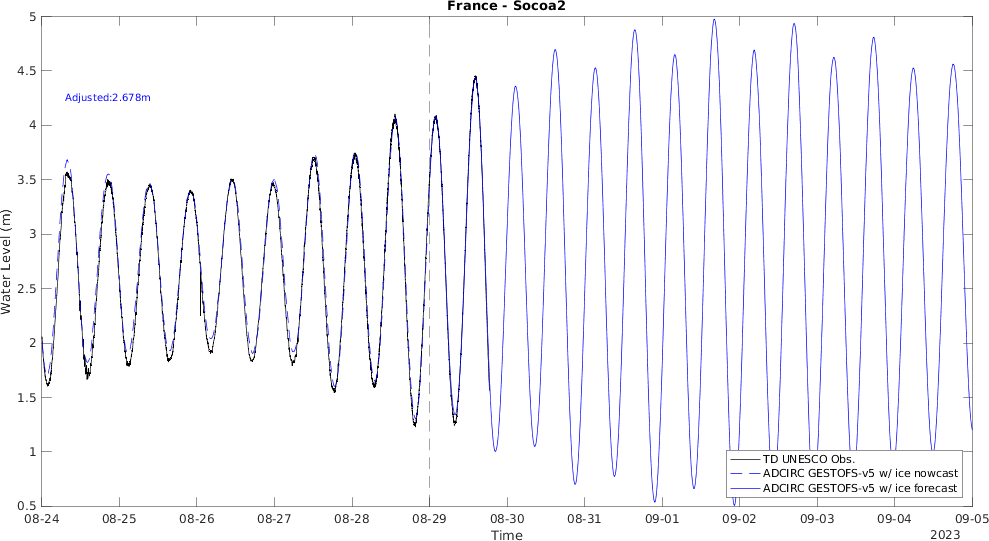 France - Socoa2
Adjusted:2.678m
Water Level (m)
5
4.5
4
3.5
3
2.5
2
1.5
1
0.5
08-24 08-25 08-26 08-27 08-28 08-29 08-30 08-31 09-01 09-02 09-03 09-04 09-05
Time
2023
TD UNESCO Obs.
ADCIRC GESTOFS-v5 w/ ice nowcast
ADCIRC GESTOFS-v5 w/ ice forecast